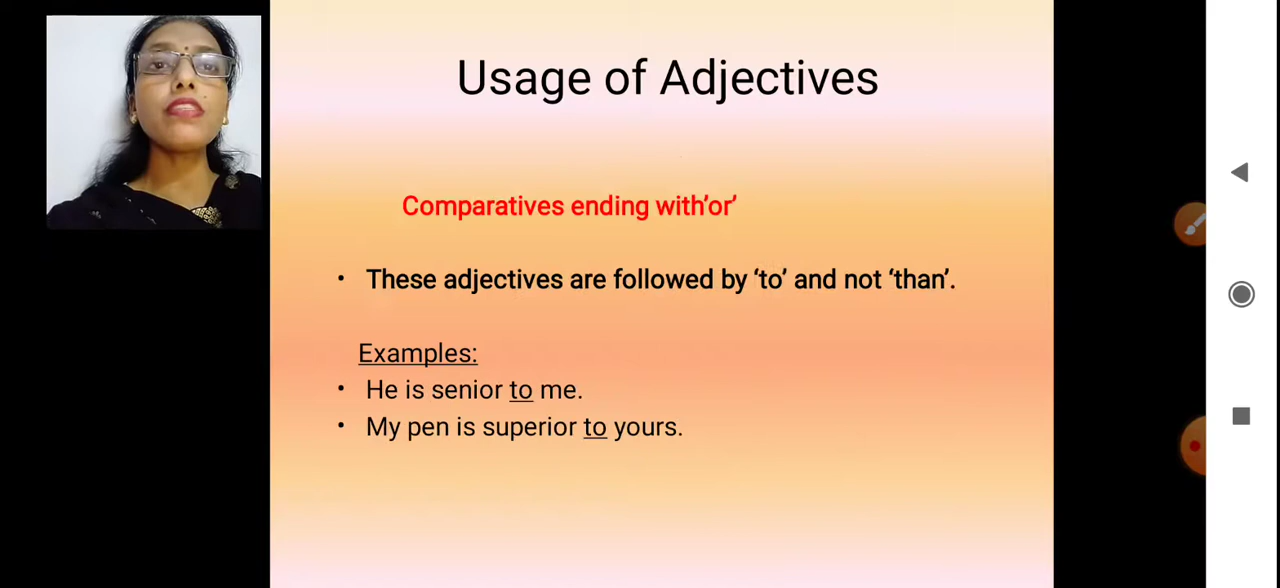 Usage of Adjectives
Comparatives ending with’or’
• These adjectives are followed by ‘to’ and not ‘than’.
Examples:
• He is senior to me.
• My pen is superior to yours.